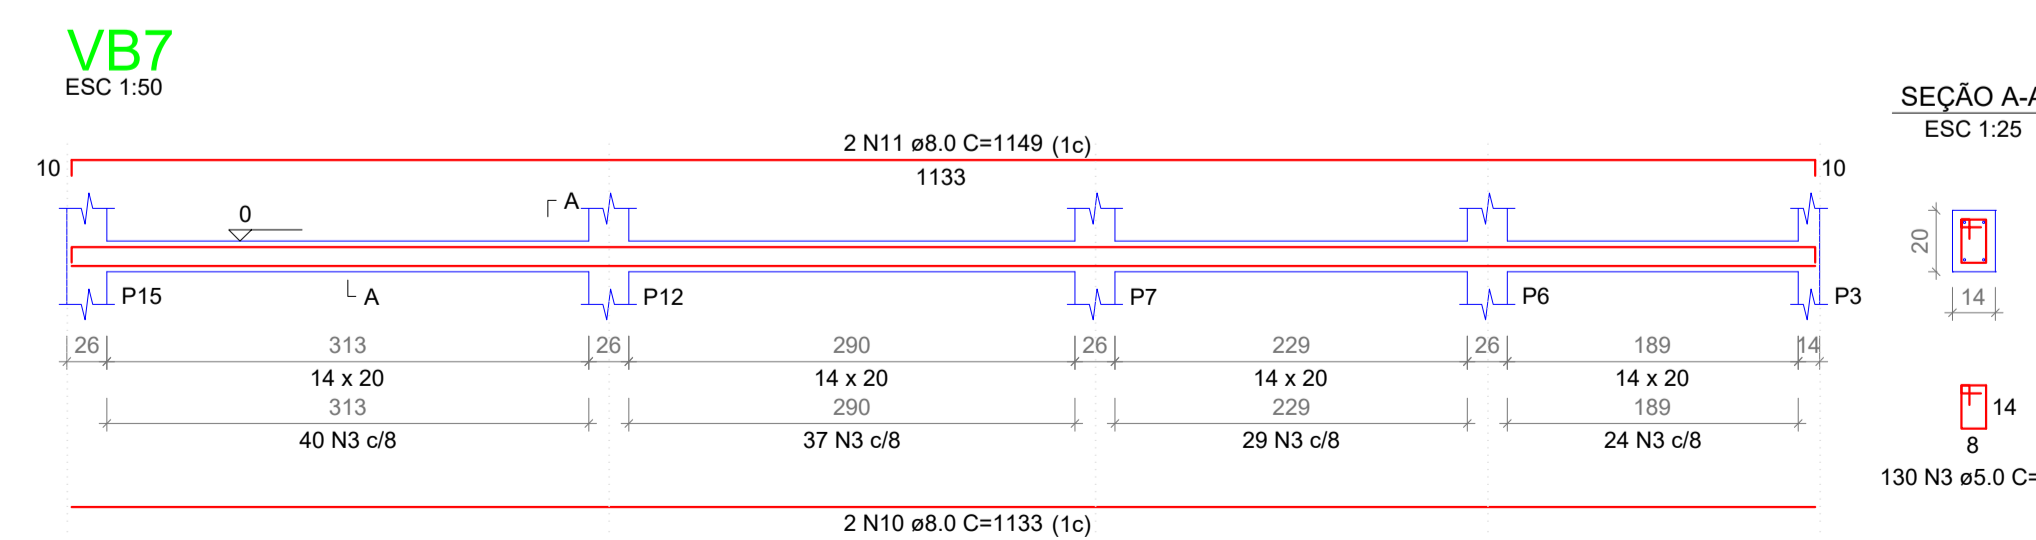 VB7
ESC 1:50
SEÇÃO A-A
ESC 1:25
2 N11 ø8.0 C=1149 (1c)
10
1133
10
0
A
A
P15
P12
P7
P6
P3
20
14
26
313
26
290
26
229
26
189
14
14 x 20
14 x 20
14 x 20
14 x 20
313
290
229
189
40 N3 c/8
37 N3 c/8
29 N3 c/8
24 N3 c/8
14
8
130 N3 ø5.0 C=
2 N10 ø8.0 C=1133 (1c)